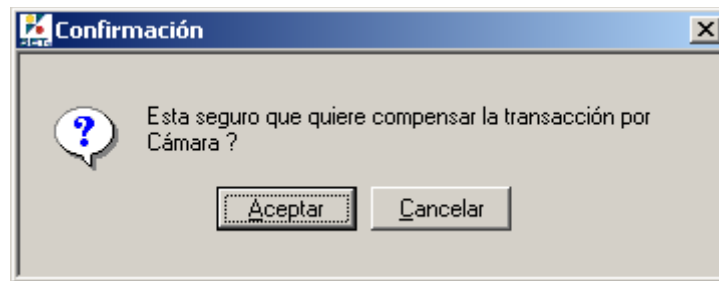 Confirmación
Esta seguro que quiere compensar la transacción por
Cámara ?
Aceptar
Cancelar